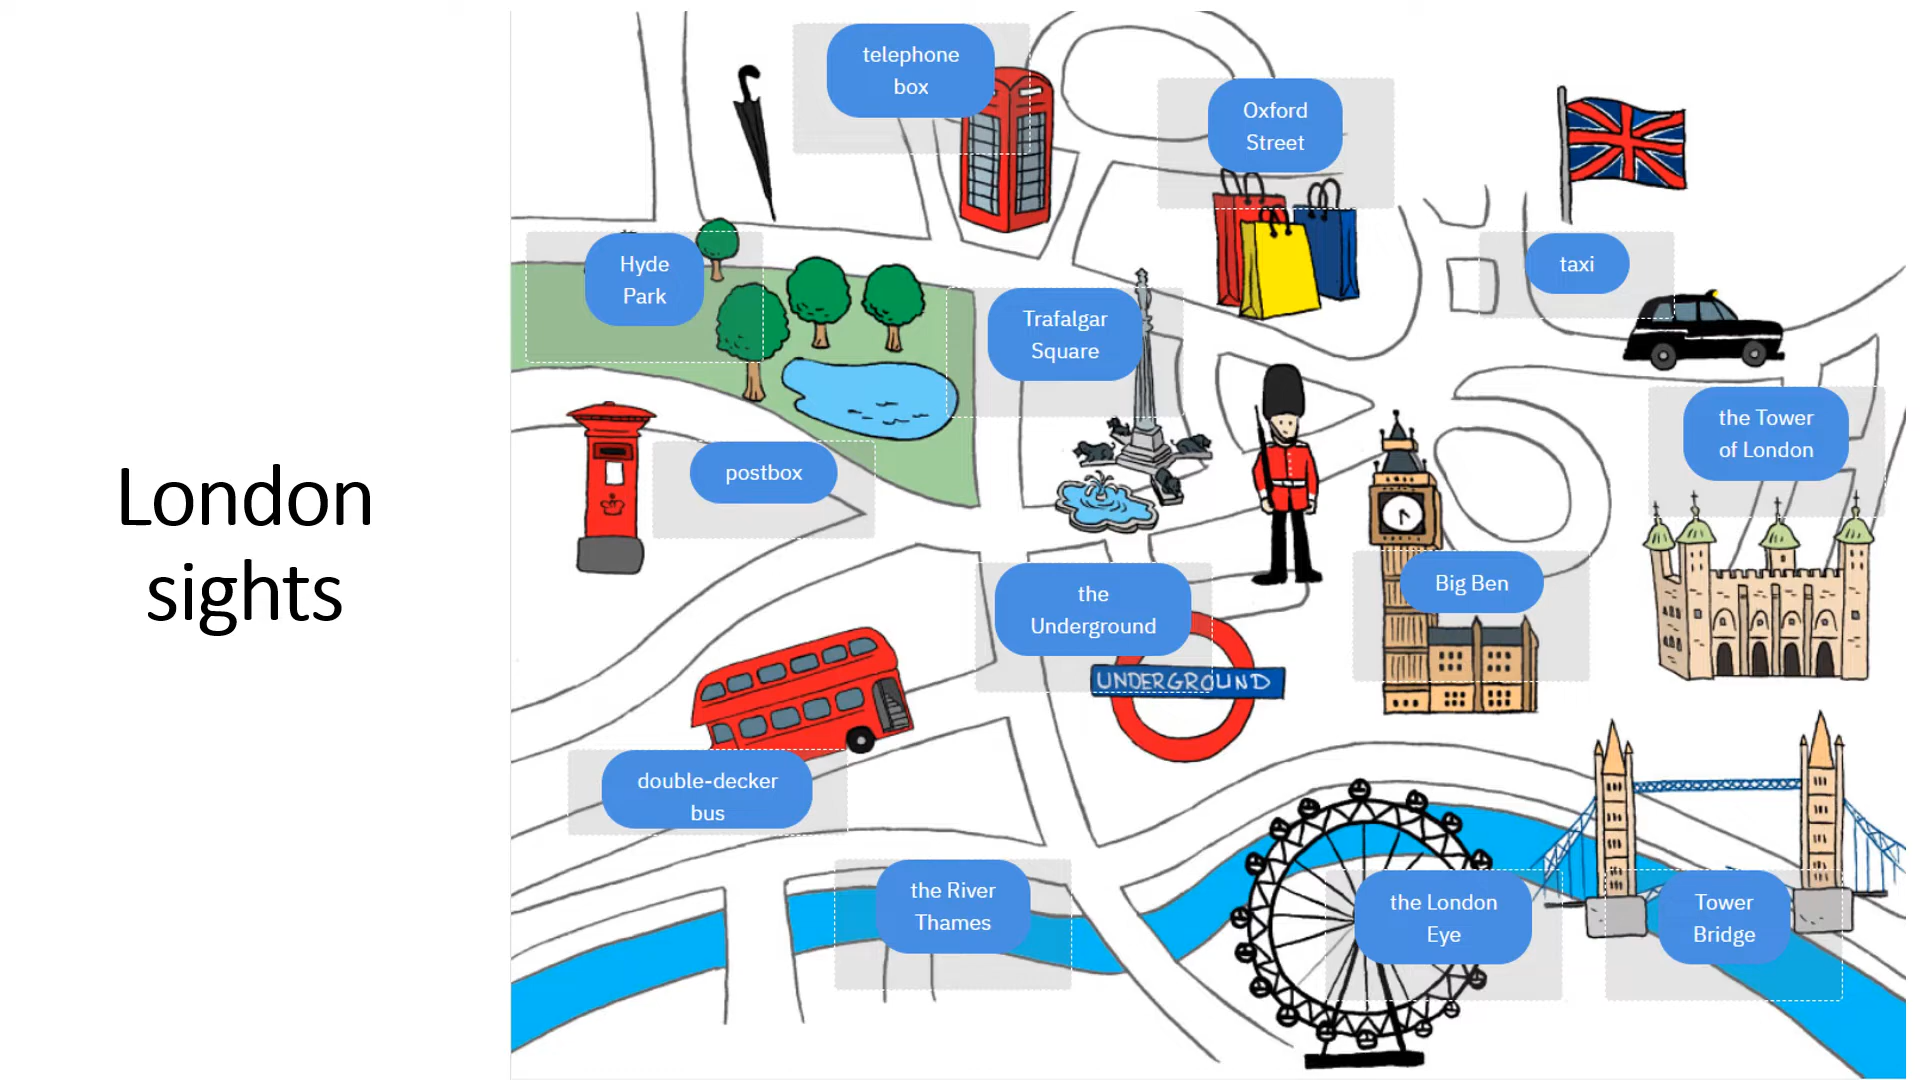 London
sights
telephone
box
Oxford
Street
Hyde
Park
taxi
Trafalgar
Square
the Tower
of London
postbox
Big Ben
the
Underground
UNDERGROUND
double-decker
bus
the River
Thames
the London
Eye
Tower
Bridge